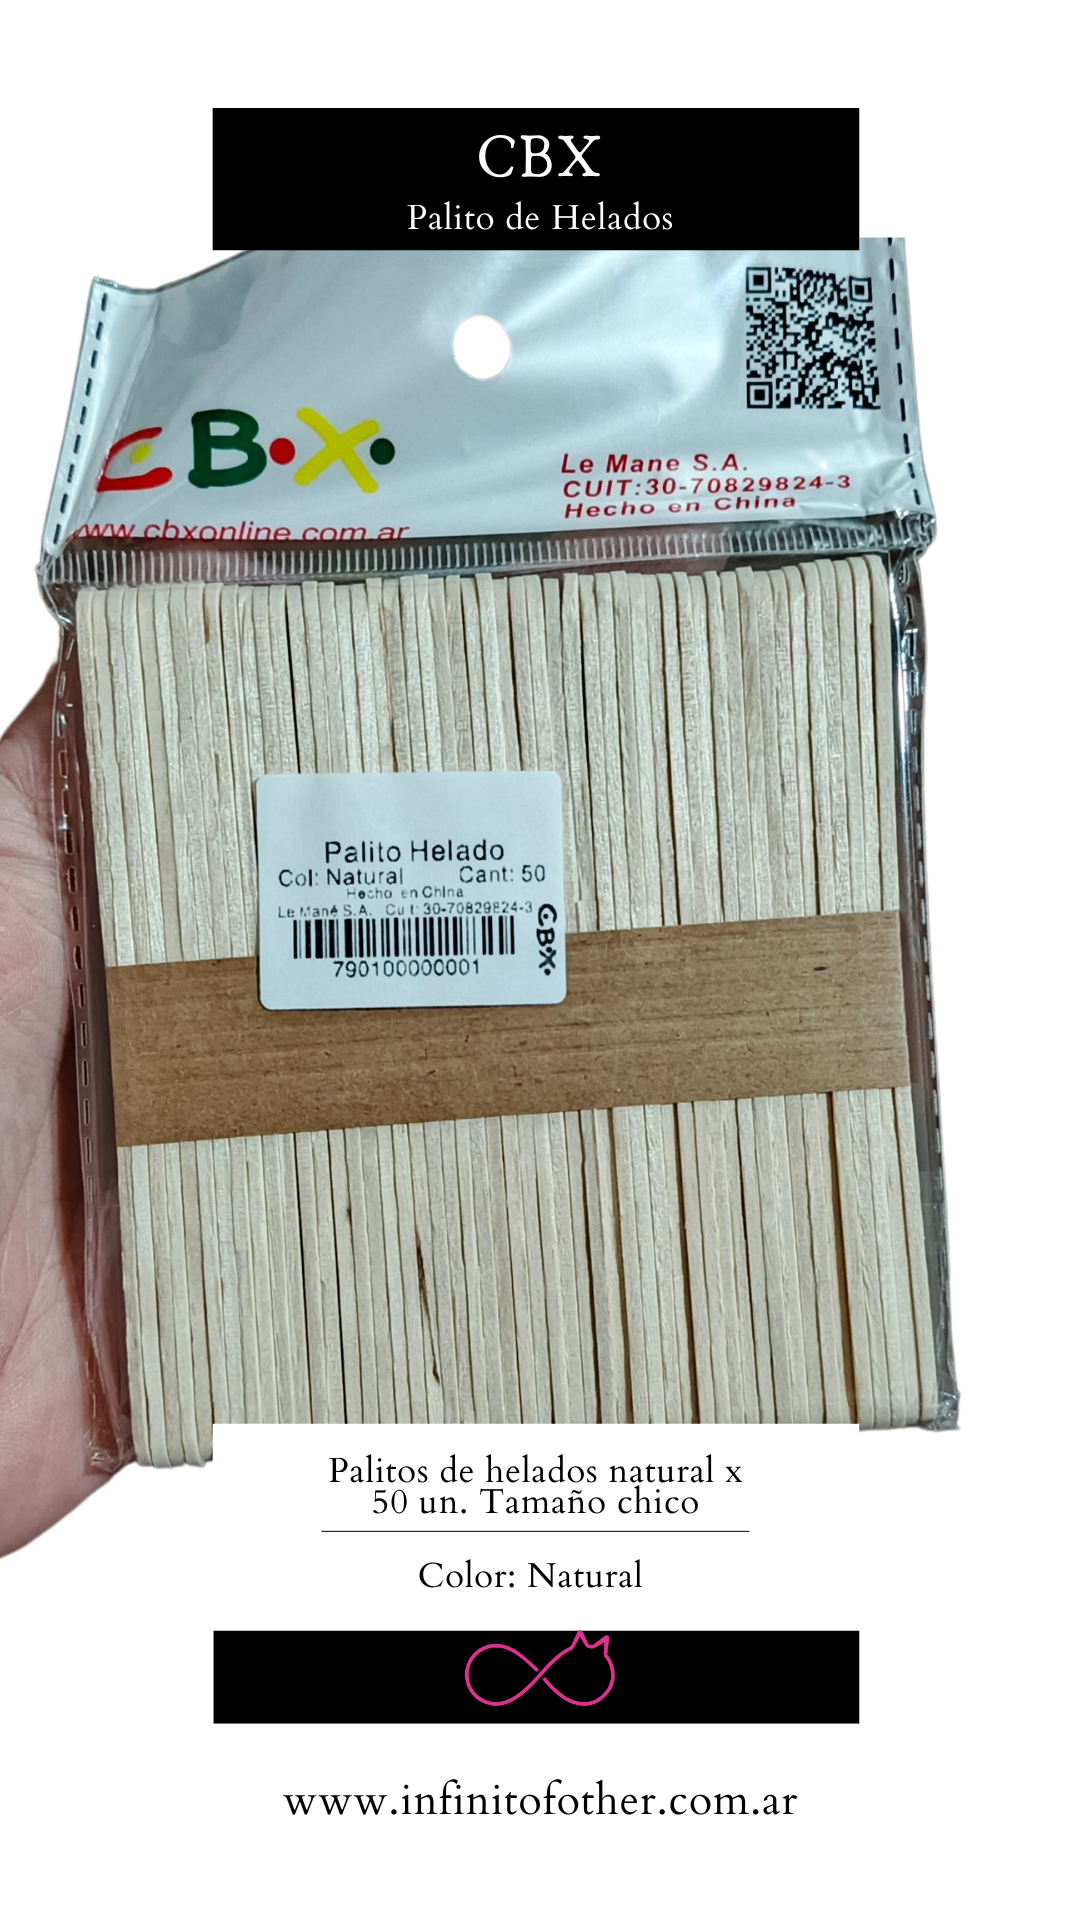 CBX
Palito de Helados
CB·X·
Le Mane S.A.
CUIT:30-70829824-3
Hecho en China
www.cbxonline.com.ar
Palito Helado
Col: Natural Cant: 50
Hecho en China
Le Mané S.A. Cuit: 30-70829824-3
CB·X·
790100000001
Palitos de helados natural x
50 un. Tamaño chico
Color: Natural
www.infinitofother.com.ar